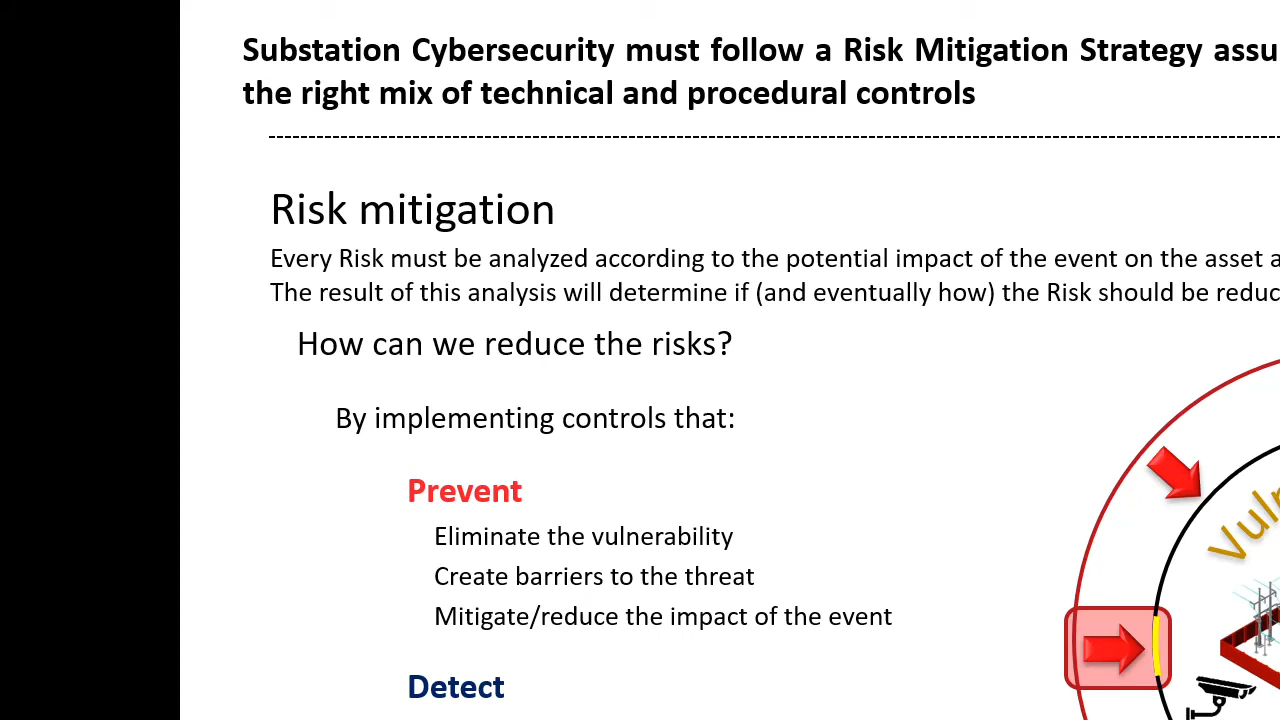 Substation Cybersecurity must follow a Risk Mitigation Strategy
the right mix of technical and procedural controls
Risk mitigation
Every Risk must be analyzed according to the potential impact of the event on the asset
The result of this analysis will determine if (and eventually how) the Risk should be
How can we reduce the risks?
By implementing controls that:
Prevent
Eliminate the vulnerability
Create barriers to the threat
Mitigate/reduce the impact of the event
Detect